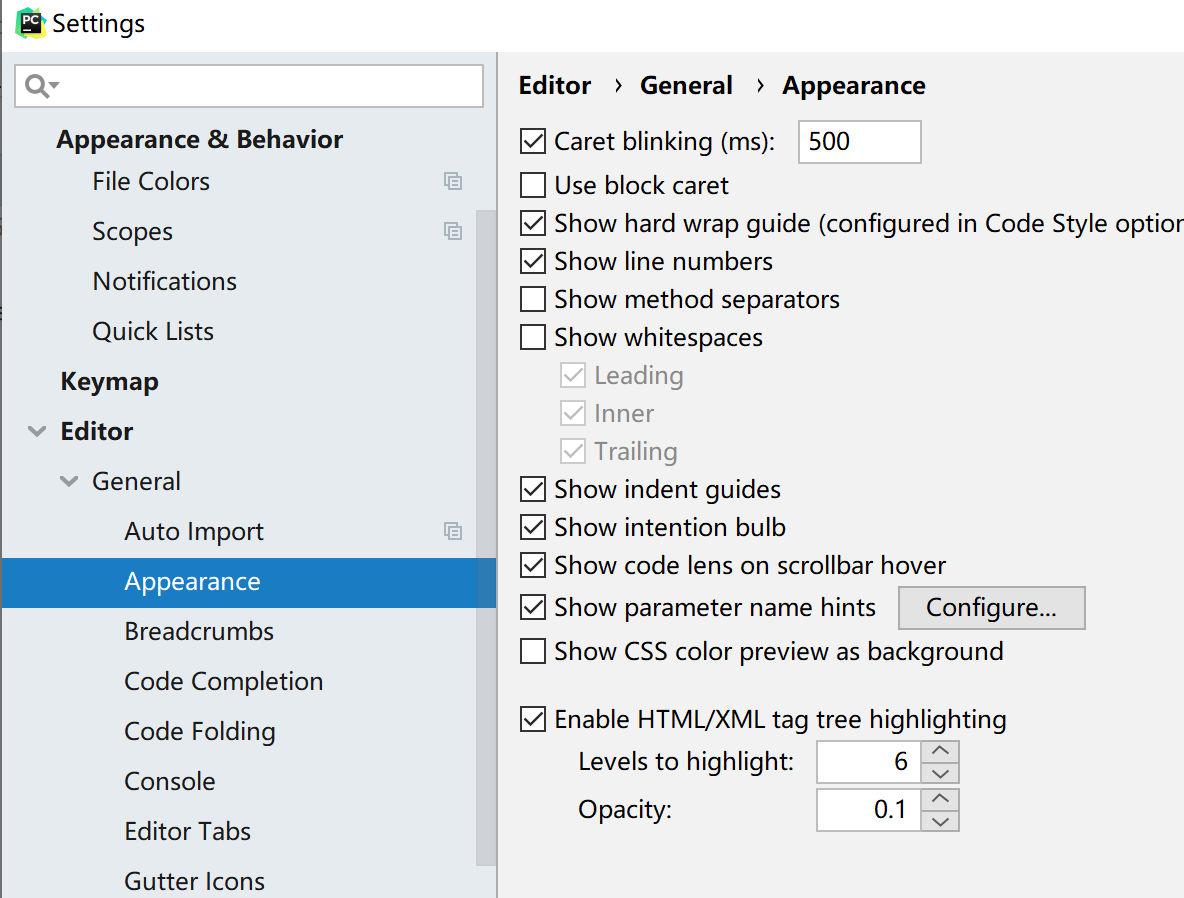 PC
Settings
Appearance & Behavior
File Colors
Scopes
Notifications
Quick Lists
Keymap
Editor
General
Auto Import
Appearance
Breadcrumbs
Code Completion
Code Folding
Console
Editor Tabs
Gutter Icons
Editor › General › Appearance
Caret blinking (ms): 500
Use block caret
Show hard wrap guide (configured in Code Style option
Show line numbers
Show method separators
Show whitespaces
Leading
Inner
Trailing
Show indent guides
Show intention bulb
Show code lens on scrollbar hover
Show parameter name hints Configure...
Show CSS color preview as background
Enable HTML/XML tag tree highlighting
Levels to highlight: 6
Opacity: 0.1